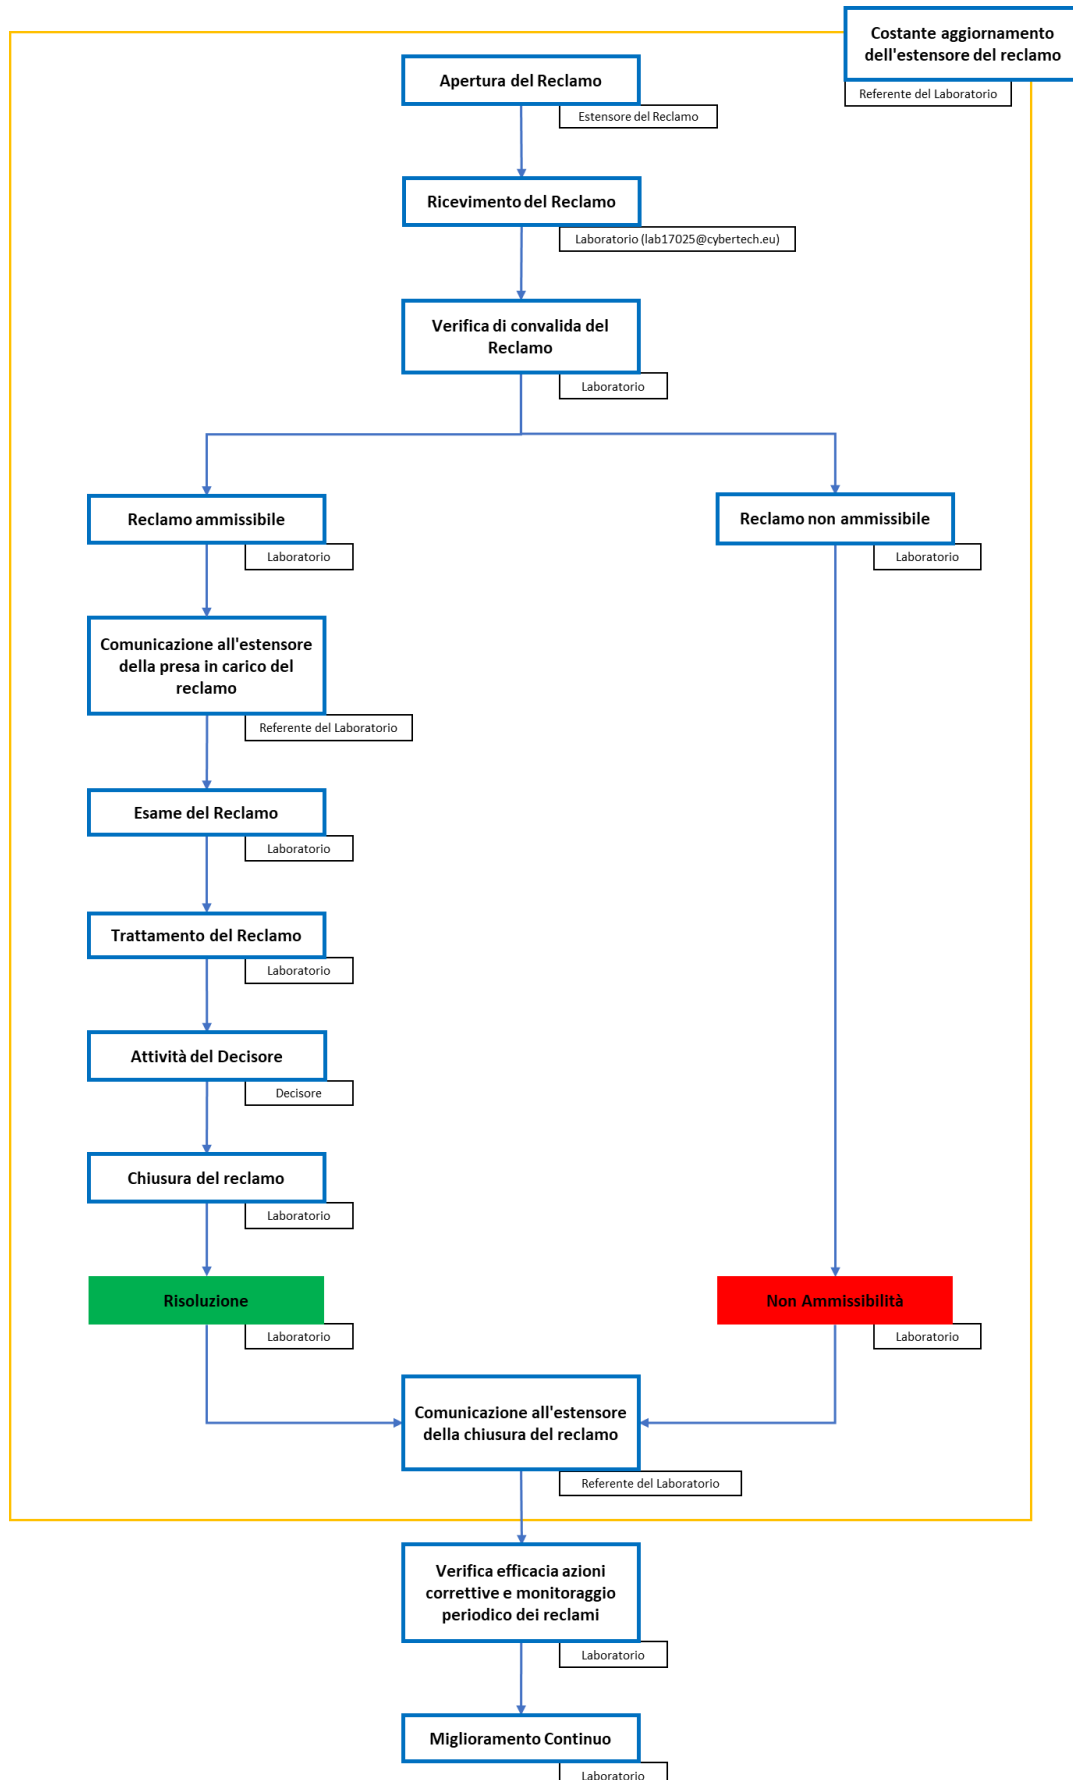 Costante aggiornamento
dell'estensore del reclamo
Referente del Laboratorio
Apertura del Reclamo
Estensore del Reclamo
Ricevimento del Reclamo
Laboratorio (lab17025@cybertech.eu)
Verifica di convalida del
Reclamo
Laboratorio
Reclamo ammissibile
Laboratorio
Reclamo non ammissibile
Laboratorio
Comunicazione all'estensore
della presa in carico del
reclamo
Referente del Laboratorio
Esame del Reclamo
Laboratorio
Trattamento del Reclamo
Laboratorio
Attività del Decisore
Decisore
Chiusura del reclamo
Laboratorio
Risoluzione
Laboratorio
Non Ammissibilità
Laboratorio
Comunicazione all'estensore
della chiusura del reclamo
Referente del Laboratorio
Verifica efficacia azioni
correttive e monitoraggio
periodico dei reclami
Laboratorio
Miglioramento Continuo
Laboratorio